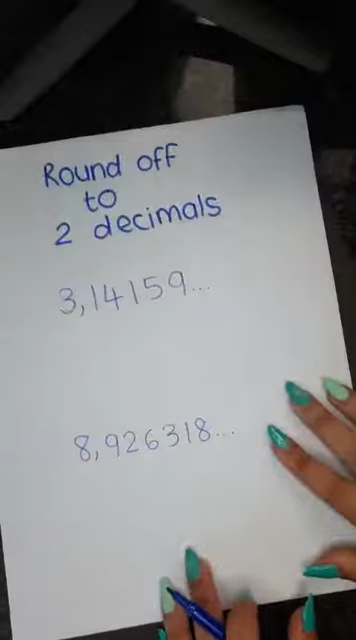 Round off
to
2 decimals
3,14159...
8,926318...